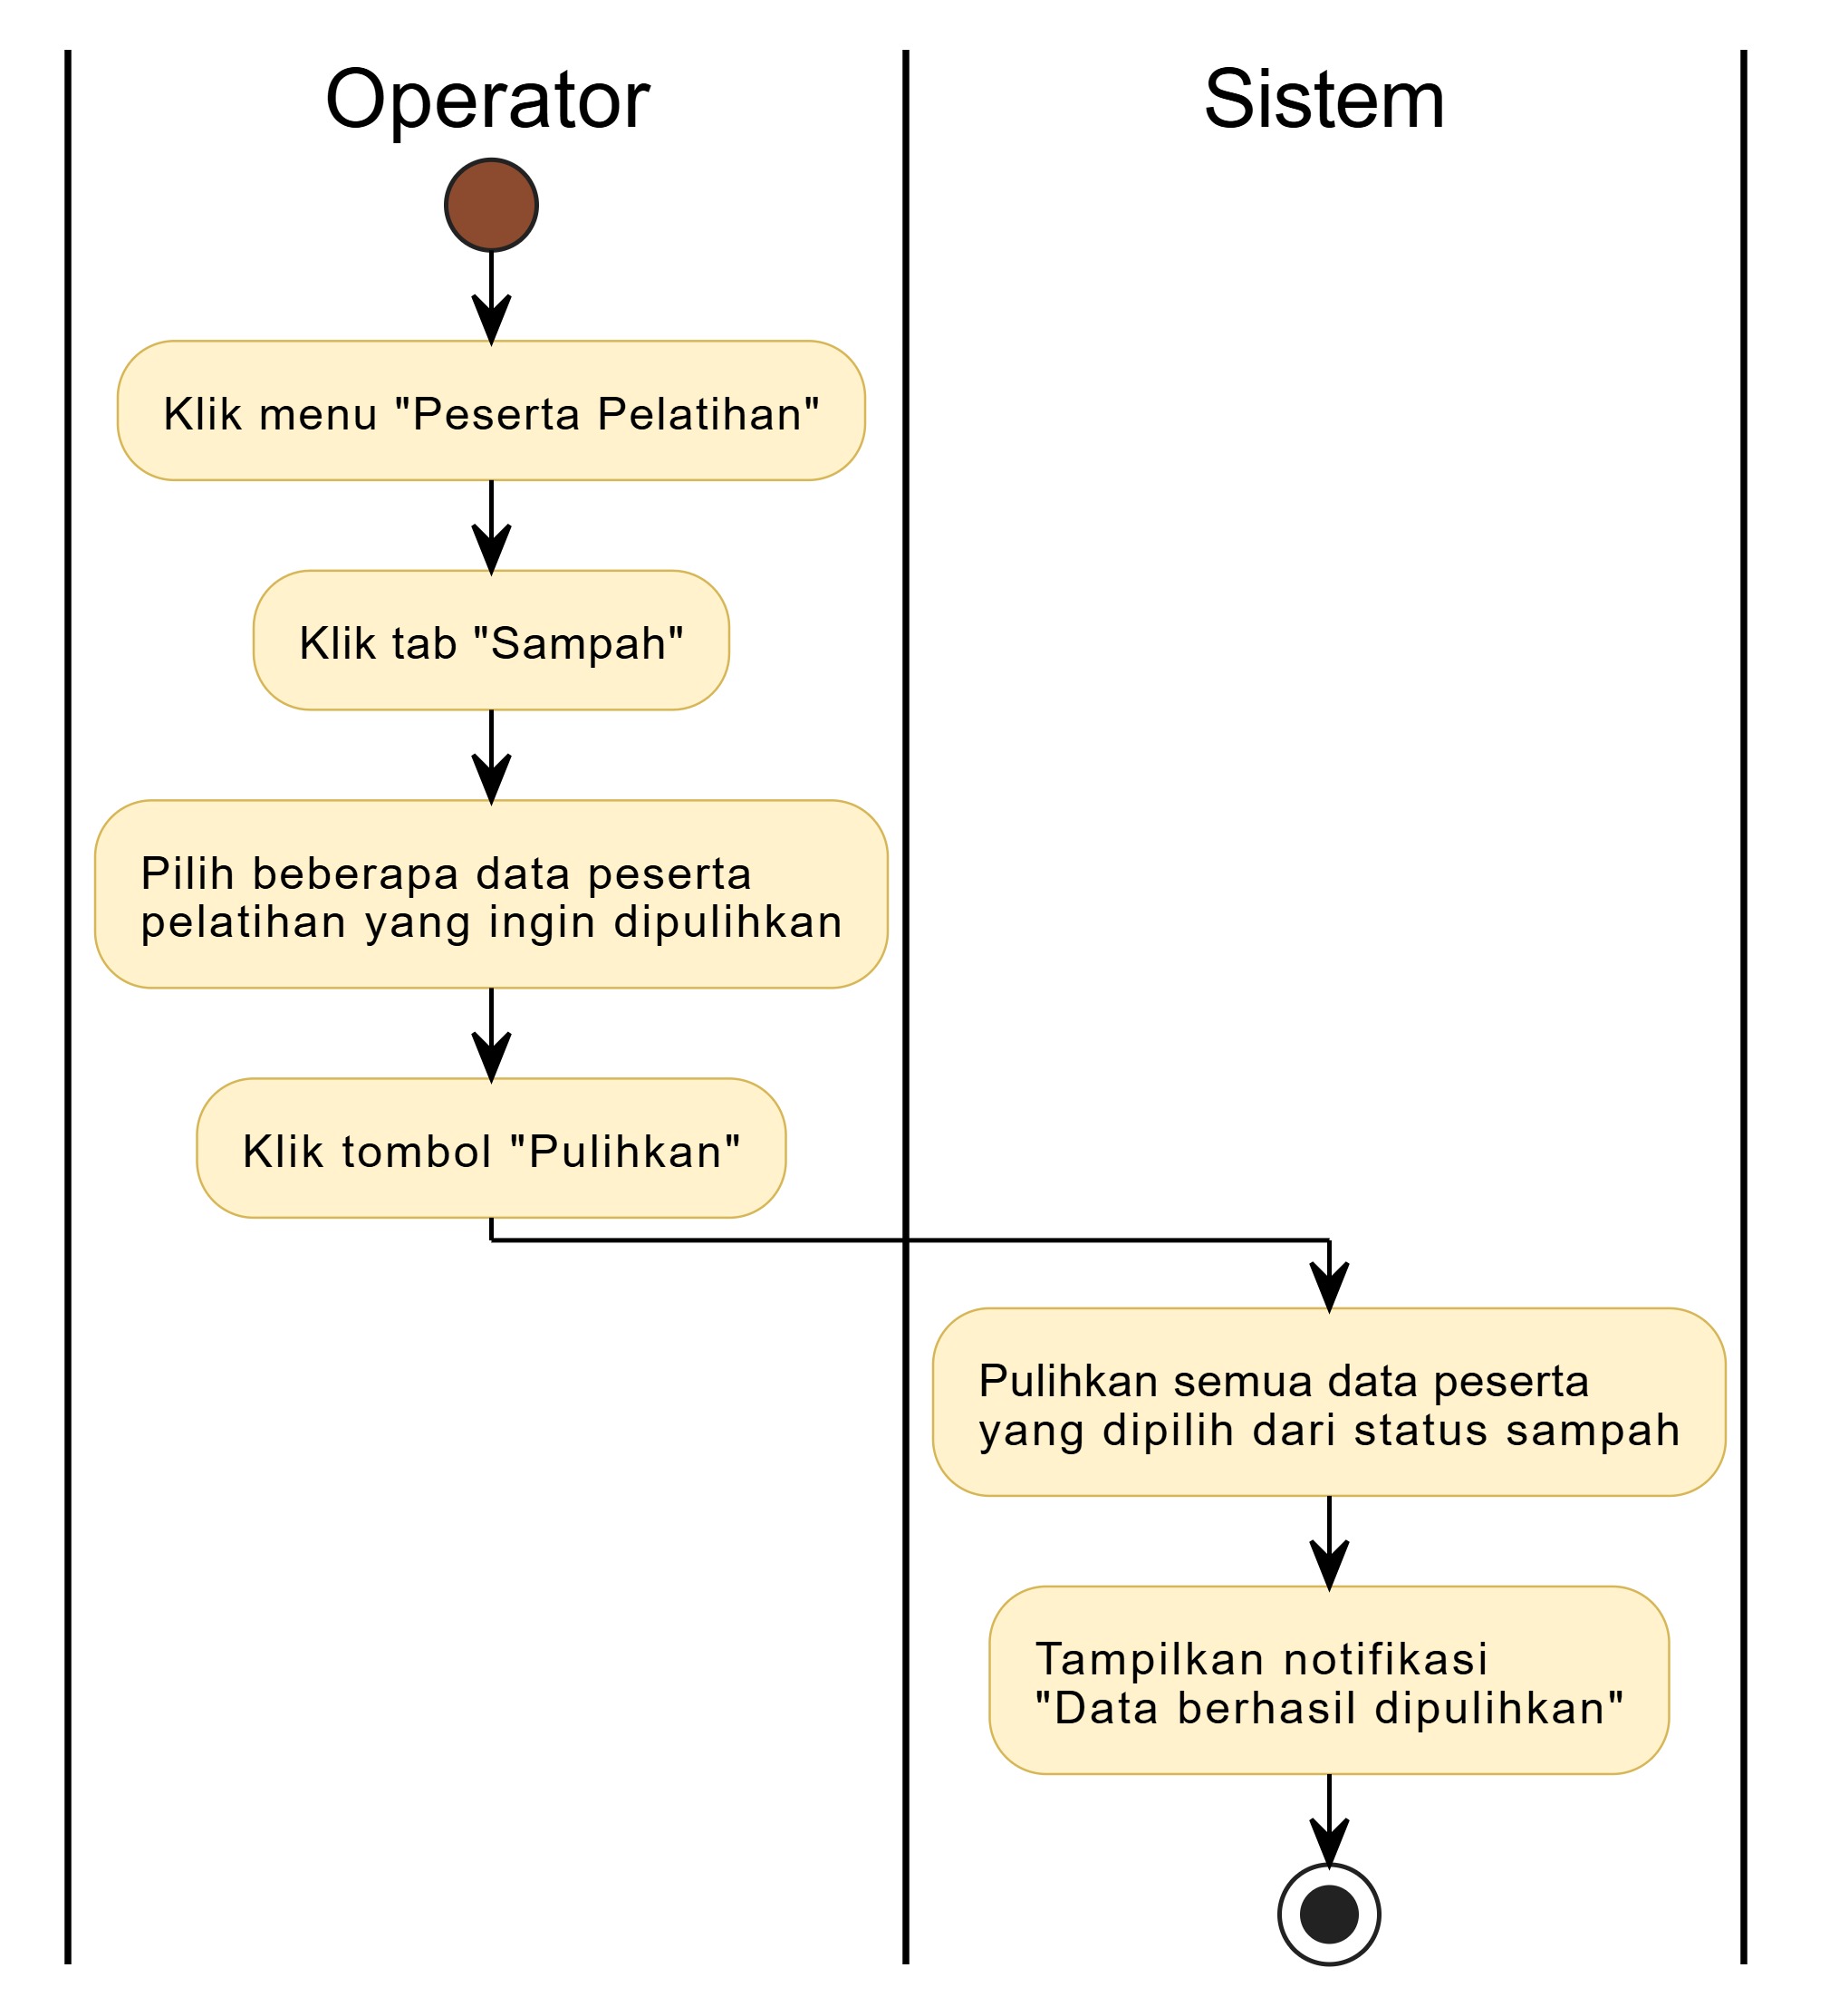 Operator
Sistem
Klik menu "Peserta Pelatihan"
Klik tab "Sampah"
Pilih beberapa data peserta
pelatihan yang ingin dipulihkan
Klik tombol "Pulihkan"
Pulihkan semua data peserta
yang dipilih dari status sampah
Tampilkan notifikasi
"Data berhasil dipulihkan"